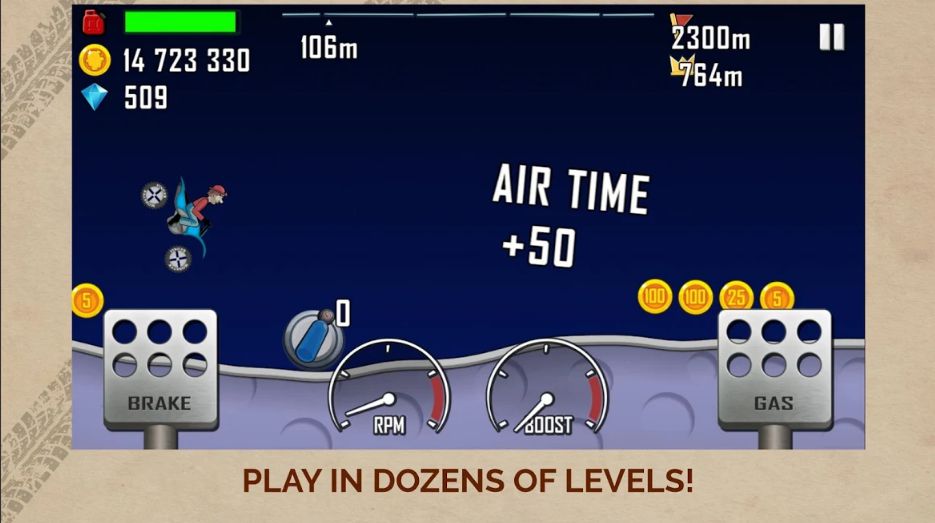 106m
2300m
14 723 330
764m
509
AIR TIME
+50
5
100
100
25
5
0
BRAKE
GAS
RPM
BOOST
PLAY IN DOZENS OF LEVELS!